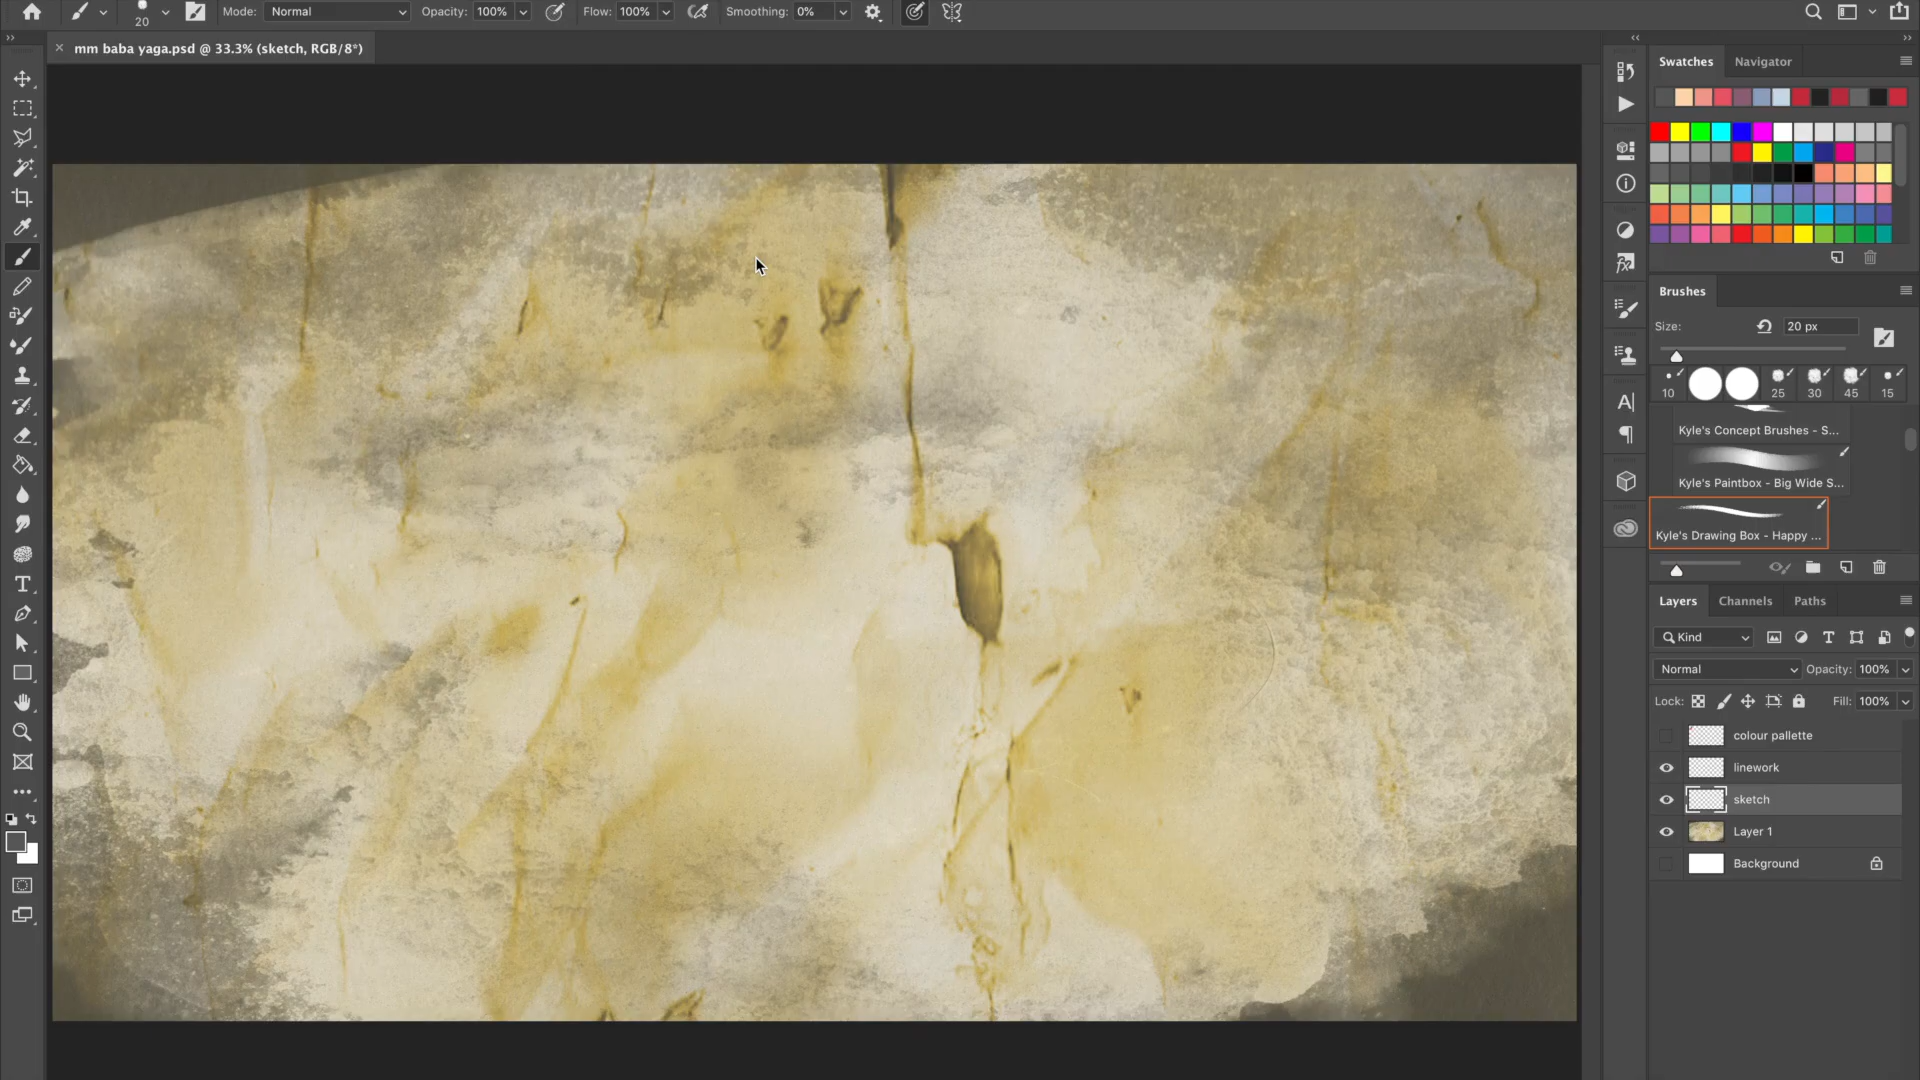 20
Mode: Normal
Opacity: 100%
Flow: 100%
Smoothing: 0%
mm baba yaga.psd @ 33.3% (sketch, RGB/8*)
Swatches
Navigator
Brushes
Size:
20 px
10
25
30
45
15
Kyle's Concept Brushes - S...
Kyle's Paintbox - Big Wide S...
Kyle's Drawing Box - Happy ...
Layers
Channels
Paths
Kind
Normal
Opacity: 100%
Lock:
Fill: 100%
colour pallette
linework
sketch
Layer 1
Background